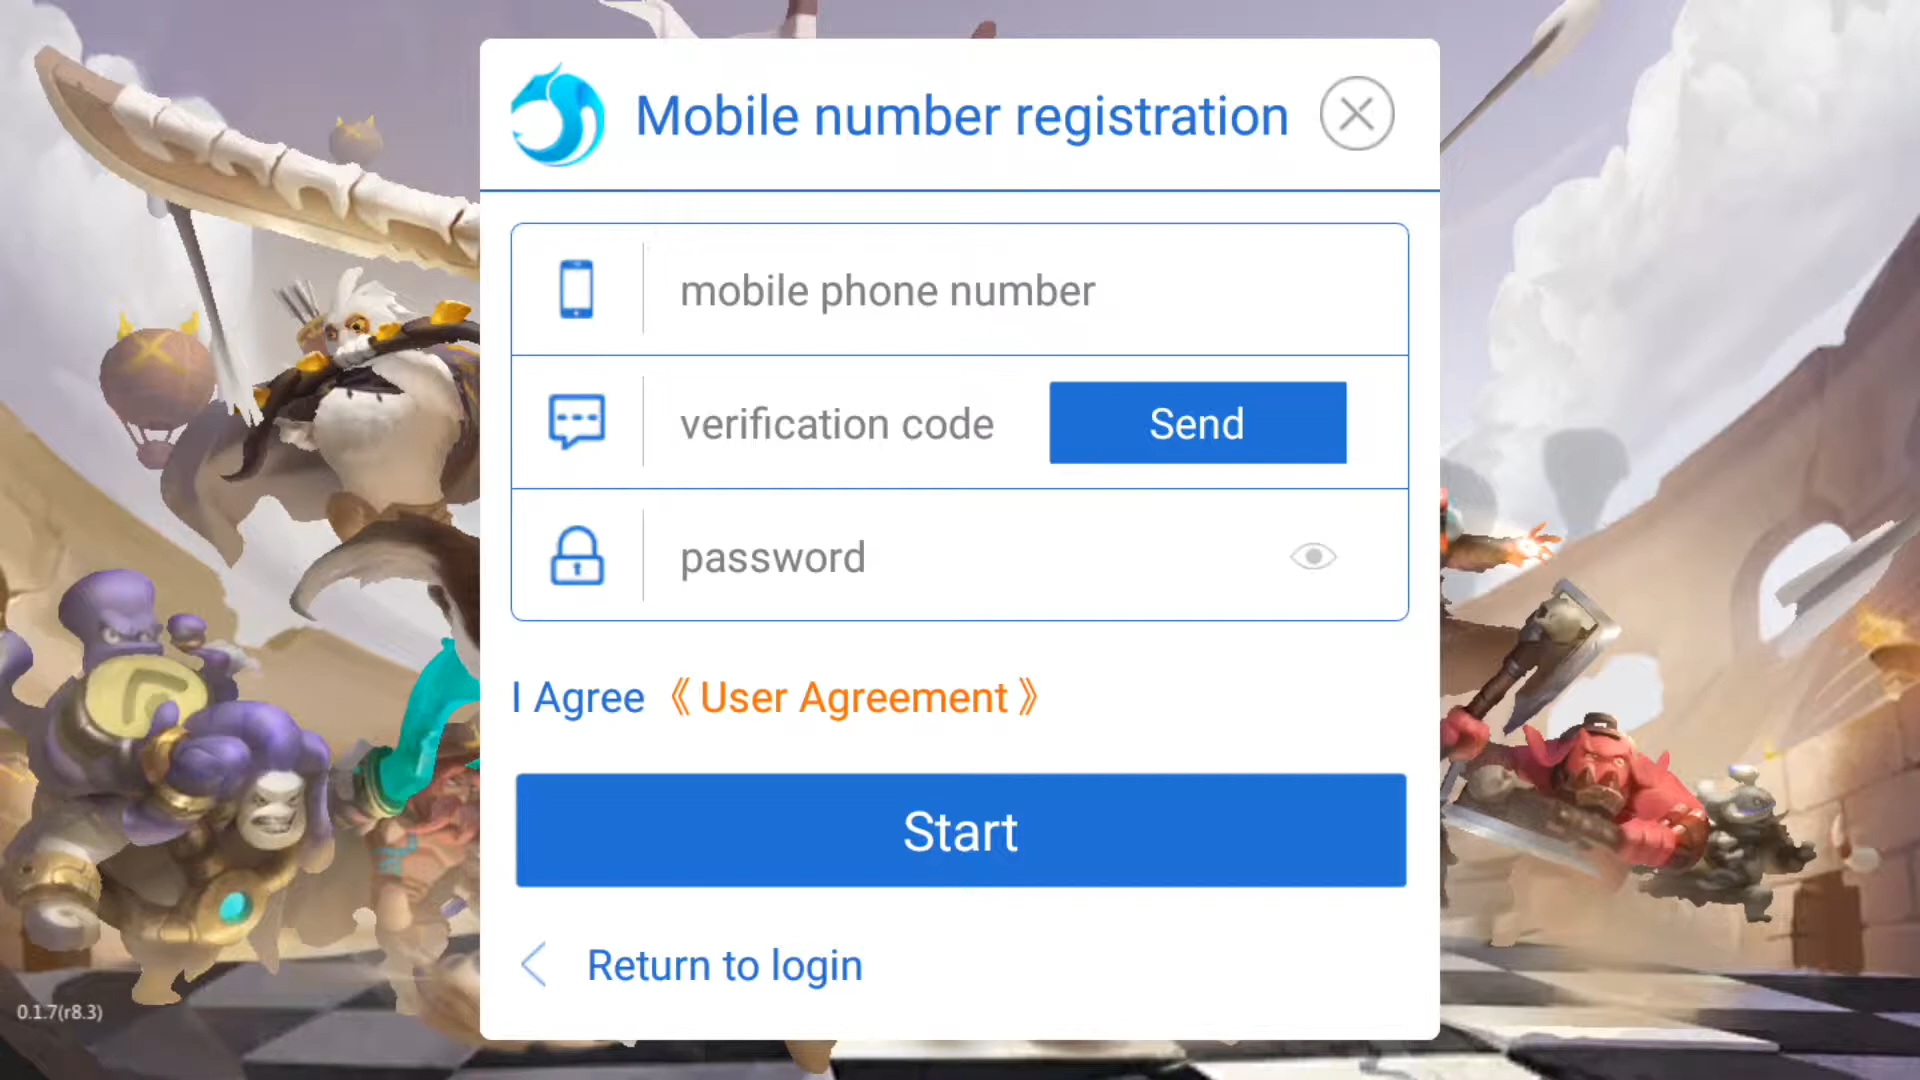 Mobile number registration
mobile phone number
verification code
Send
password
I Agree 《User Agreement》
Start
Return to login
0.1.7(r8.3)